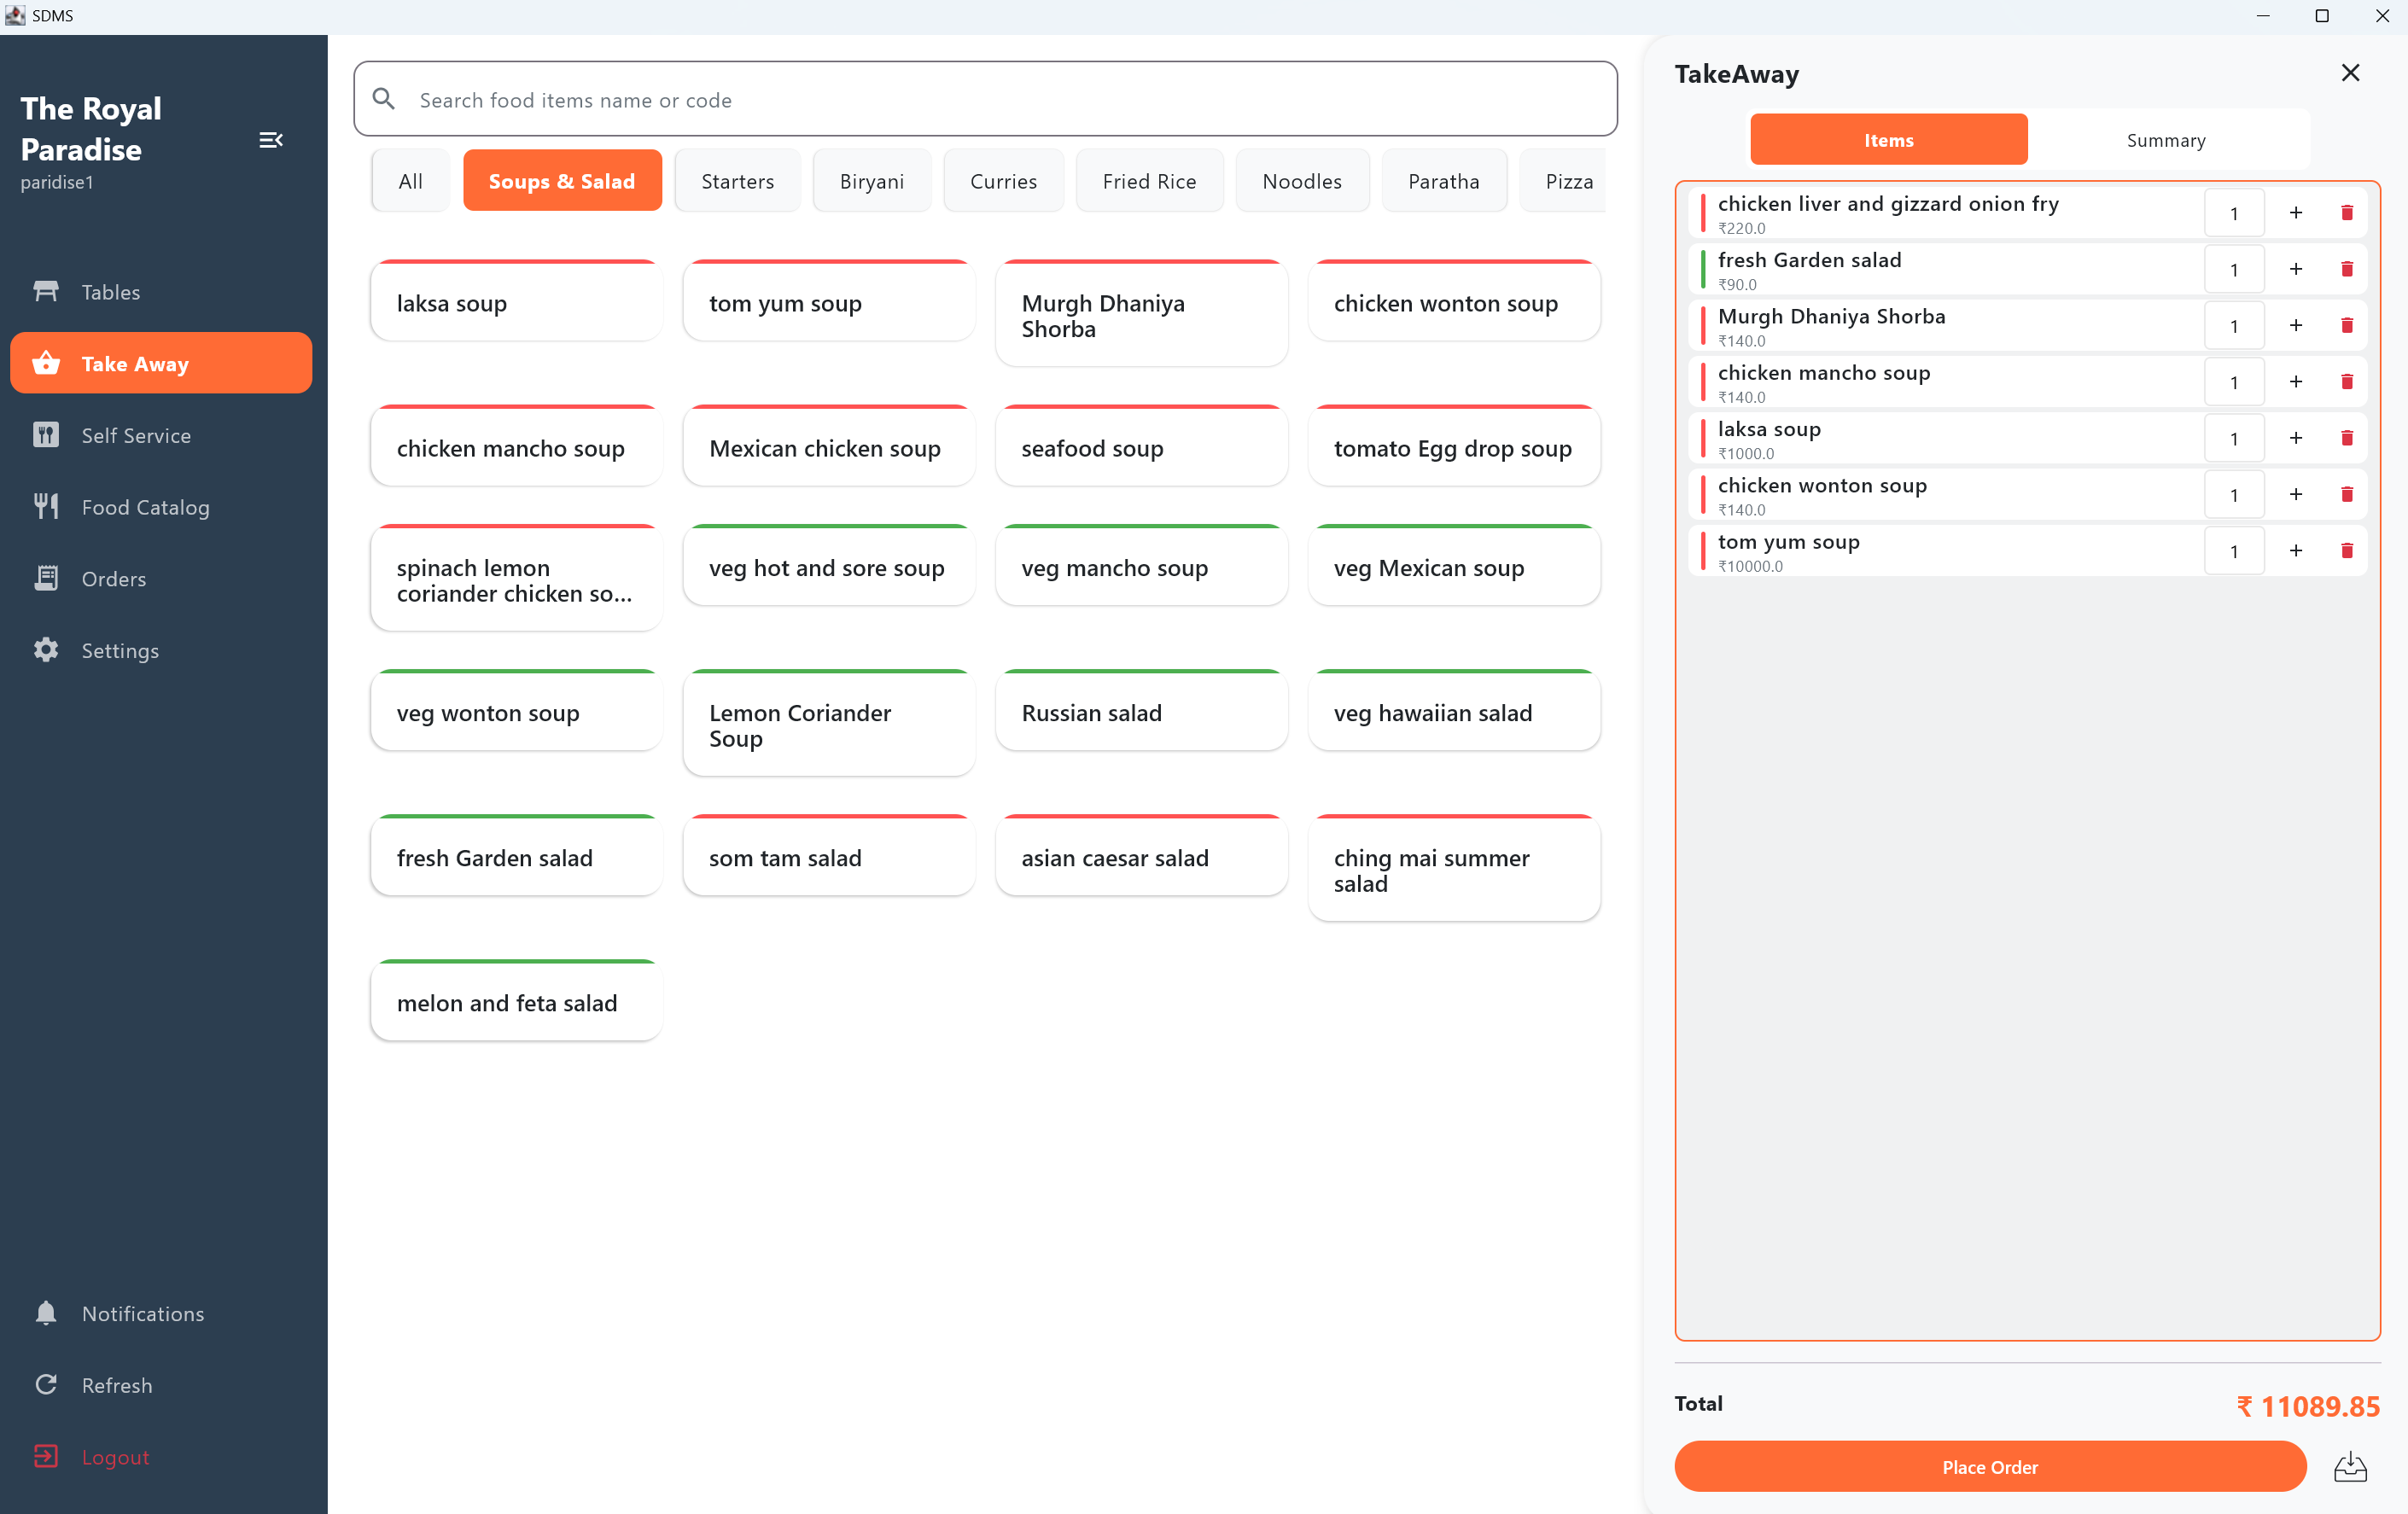 SDMS
The Royal
Paradise
paridise1
Tables
Take Away
Self Service
Food Catalog
Orders
Settings
Notifications
Refresh
Logout
Search food items name or code
All
Soups & Salad
Starters
Biryani
Curries
Fried Rice
Noodles
Paratha
Pizza
laksa soup
tom yum soup
Murgh Dhaniya
Shorba
chicken wonton soup
chicken mancho soup
Mexican chicken soup
seafood soup
tomato Egg drop soup
spinach lemon
coriander chicken so...
veg hot and sore soup
veg mancho soup
veg Mexican soup
veg wonton soup
Lemon Coriander
Soup
Russian salad
veg hawaiian salad
fresh Garden salad
som tam salad
asian caesar salad
ching mai summer
salad
melon and feta salad
TakeAway
Items
Summary
chicken liver and gizzard onion fry
₹220.0
1
fresh Garden salad
₹90.0
1
Murgh Dhaniya Shorba
₹140.0
1
chicken mancho soup
₹140.0
1
laksa soup
₹1000.0
1
chicken wonton soup
₹140.0
1
tom yum soup
₹10000.0
1
Total
₹ 11089.85
Place Order